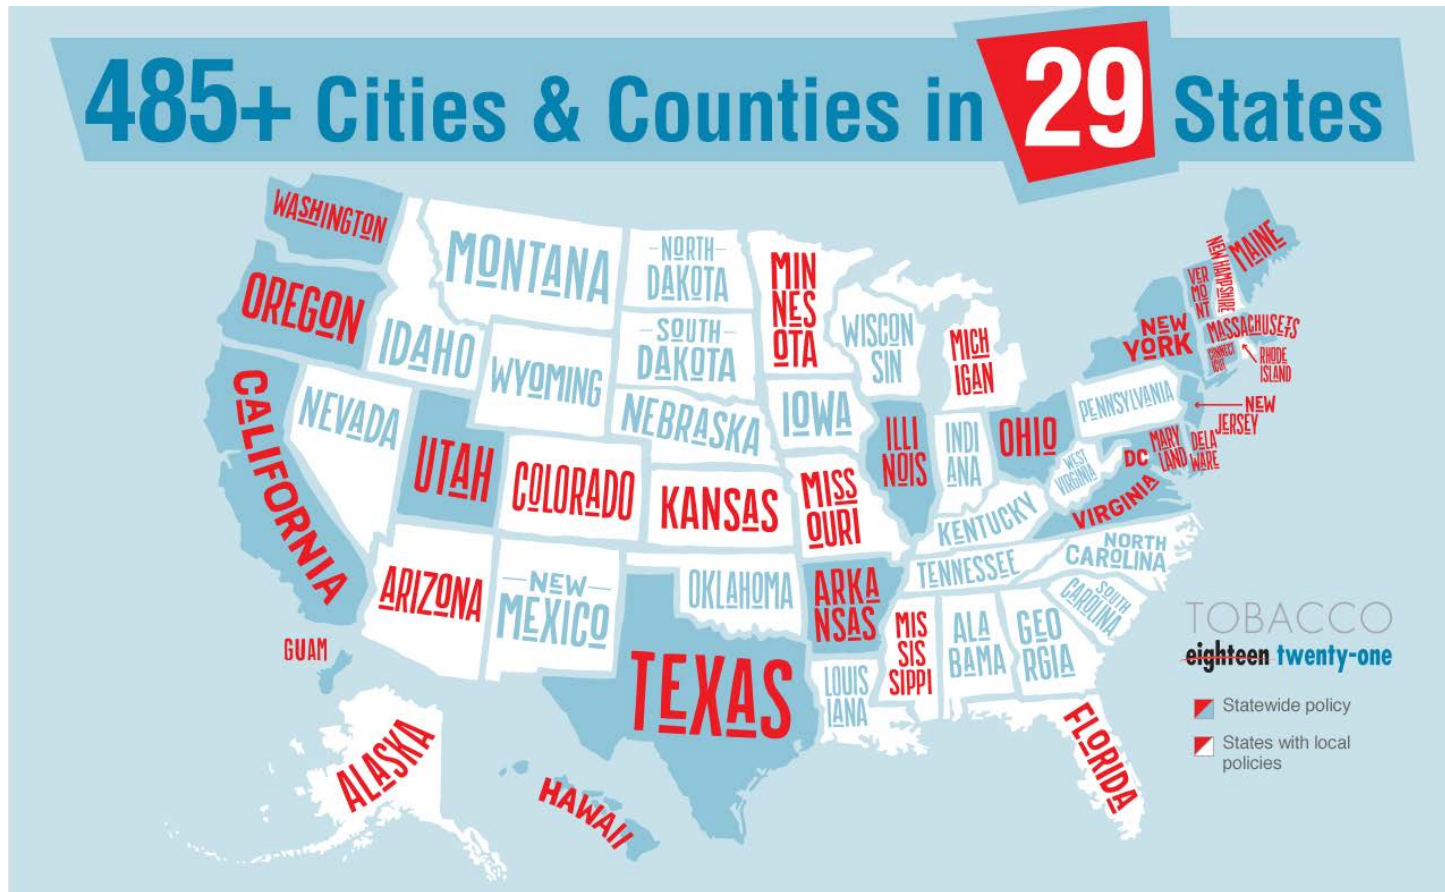 485+ Cities & Counties in 29 States
WASHINGTON
OREGON
CALIFORNIA
IDAHO
NEVADA
MONTANA
WYOMING
UTAH
COLORADO
ARIZONA
NEW
MEXICO
NORTH
DAKOTA
SOUTH
DAKOTA
NEBRASKA
KANSAS
OKLAHOMA
TEXAS
MIN
NES
OTA
IOWA
MISS
OURI
ARKA
NSAS
LOUIS
IANA
WISCON
SIN
ILLI
NOIS
MICH
IGAN
INDI
ANA
OHIO
KENTUCKY
TENNESSEE
MIS
SIS
SIPPI
ALA
BAMA
GEO
RGIA
FLORIDA
SOUTH
CAROLINA
NORTH
CAROLINA
VIRGINIA
WEST
VIRGINIA
DC
MARY
LAND
DELA
WARE
PENNSYLVANIA
NEW
JERSEY
NEW
YORK
CONNECT
ICUT
RHODE
ISLAND
MASSACHUSETS
VER
MO
NT
NEW HAMPSHIRE
MAINE
GUAM
ALASKA
HAWAII
TOBACCO
eighteen twenty-one
Statewide policy
States with local
policies